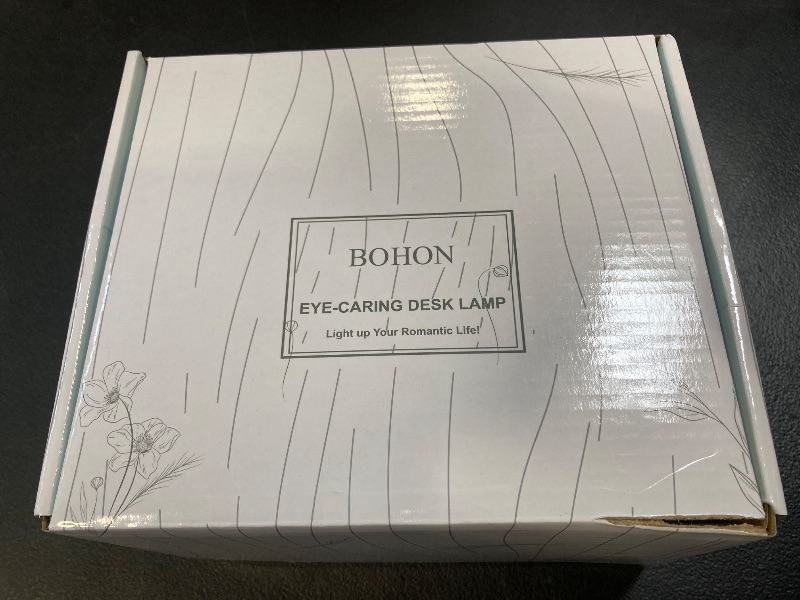 BOHON
EYE-CARING DESK LAMP
Light up Your Romantic Life!